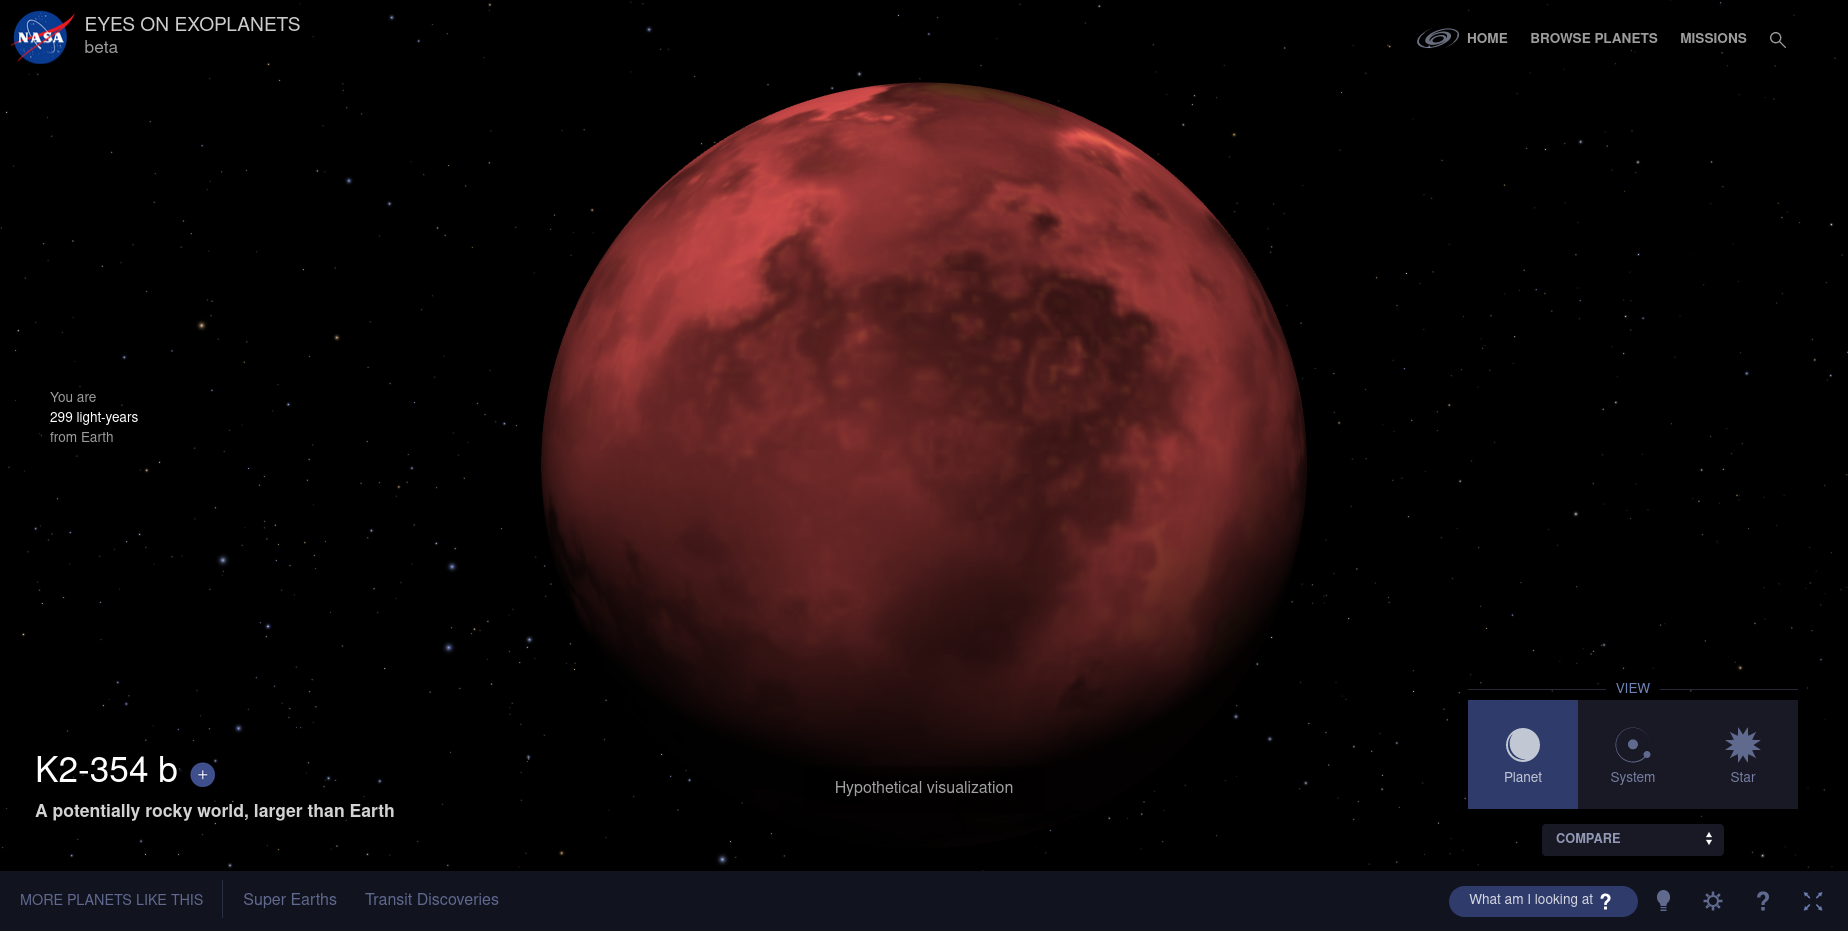 NASA
EYES ON EXOPLANETS
beta
HOME
BROWSE PLANETS
MISSIONS
You are
299 light-years
from Earth
VIEW
Planet
System
Star
K2-354 b +
A potentially rocky world, larger than Earth
Hypothetical visualization
COMPARE
MORE PLANETS LIKE THIS
Super Earths
Transit Discoveries
What am I looking at ?
?